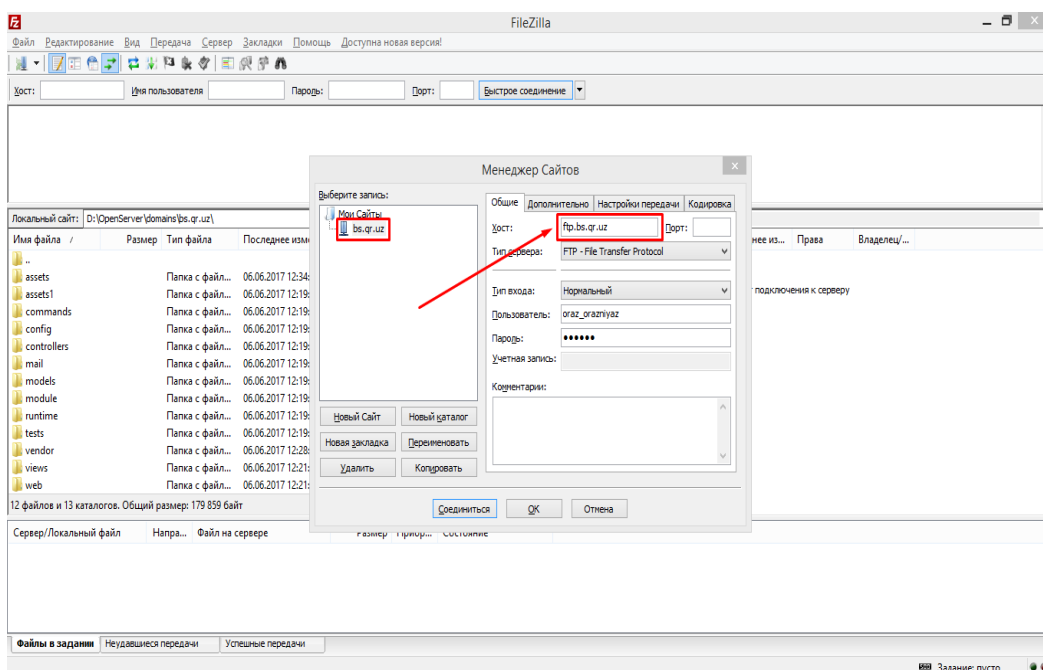 FileZilla
Файл Редактирование Вид Передача Сервер Закладки Помощь Доступна новая версия!
Хост: Имя пользователя Пароль: Порт: Быстрое соединение
Менеджер Сайтов
Выберите запись:
Мои Сайты
bs.qr.uz
Общие Дополнительно Настройки передачи Кодировка
Хост: ftp.bs.qr.uz Порт:
Тип сервера: FTP - File Transfer Protocol
Тип входа: Нормальный
Пользователь: oraz_orazniyaz
Пароль: ●●●●●●
Учетная запись:
Комментарии:
Новый Сайт Новый каталог
Новая закладка Переименовать
Удалить Копировать
Соединиться OK Отмена
Локальный сайт: D:\OpenServer\domains\bs.qr.uz\
Имя файла / Размер Тип файла Последнее изм
нее из... Права Владелец/...
..
assets Папка с файл... 06.06.2017 12:34:
assets1 Папка с файл... 06.06.2017 12:19:
подключения к серверу
commands Папка с файл... 06.06.2017 12:19:
config Папка с файл... 06.06.2017 12:19:
controllers Папка с файл... 06.06.2017 12:19:
mail Папка с файл... 06.06.2017 12:19:
models Папка с файл... 06.06.2017 12:19:
module Папка с файл... 06.06.2017 12:19:
runtime Папка с файл... 06.06.2017 12:19:
tests Папка с файл... 06.06.2017 12:19:
vendor Папка с файл... 06.06.2017 12:28:
views Папка с файл... 06.06.2017 12:21:
web Папка с файл... 06.06.2017 12:21:
12 файлов и 13 каталогов. Общий размер: 179 859 байт
Сервер/Локальный файл Напра... Файл на сервере Размер Приор... Состояние
Файлы в задании Неудавшиеся передачи Успешные передачи
Задание: пусто